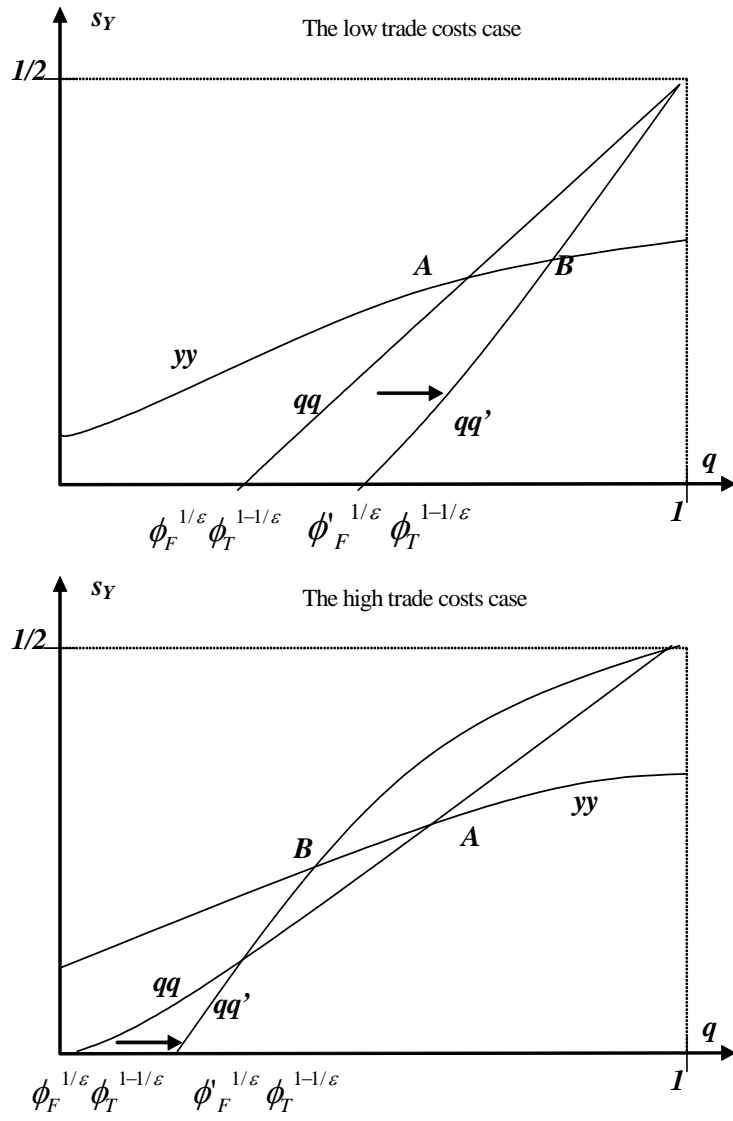 s_Y
The low trade costs case
1/2
A
B
yy
qq
qq’
q
1
ϕ_F^{1/ε} ϕ_T^{1−1/ε}
ϕ'_F^{1/ε} ϕ_T^{1−1/ε}
s_Y
The high trade costs case
1/2
yy
B
A
qq
qq’
q
1
ϕ_F^{1/ε} ϕ_T^{1−1/ε}
ϕ'_F^{1/ε} ϕ_T^{1−1/ε}